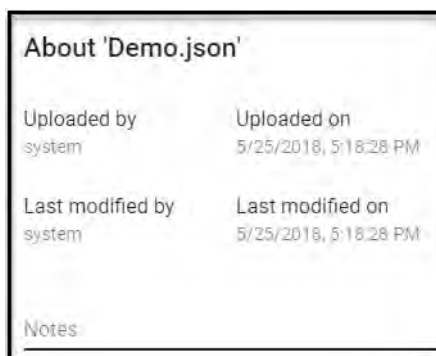 About 'Demo.json'
Uploaded by Uploaded on
system 5/25/2018, 5:18:28 PM
Last modified by Last modified on
system 5/25/2018, 5:18:28 PM
Notes